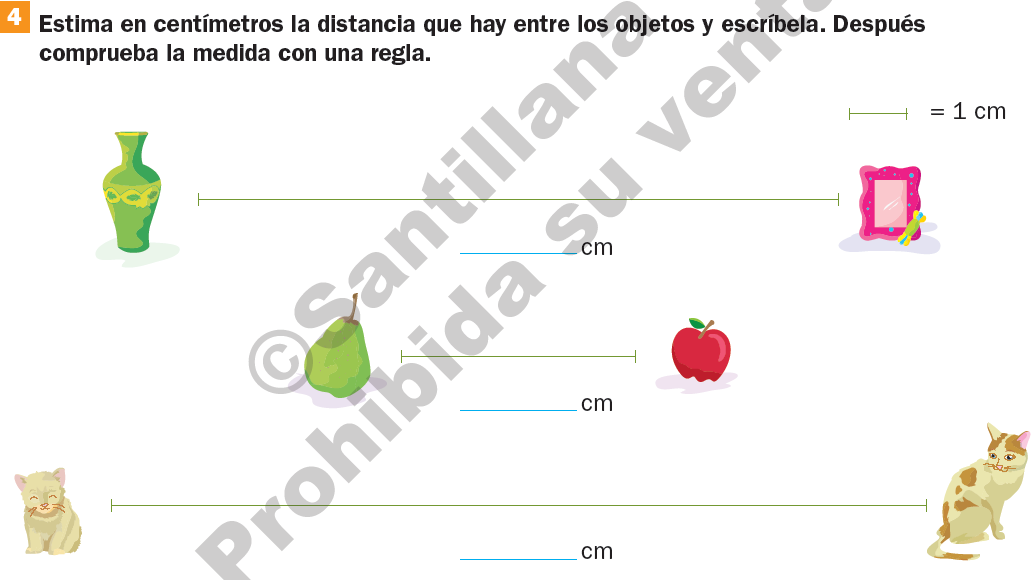 4 Estima en centímetros la distancia que hay entre los objetos y escríbela. Después
comprueba la medida con una regla.
= 1 cm
cm
cm
cm
©Santillana
Prohibida su venta